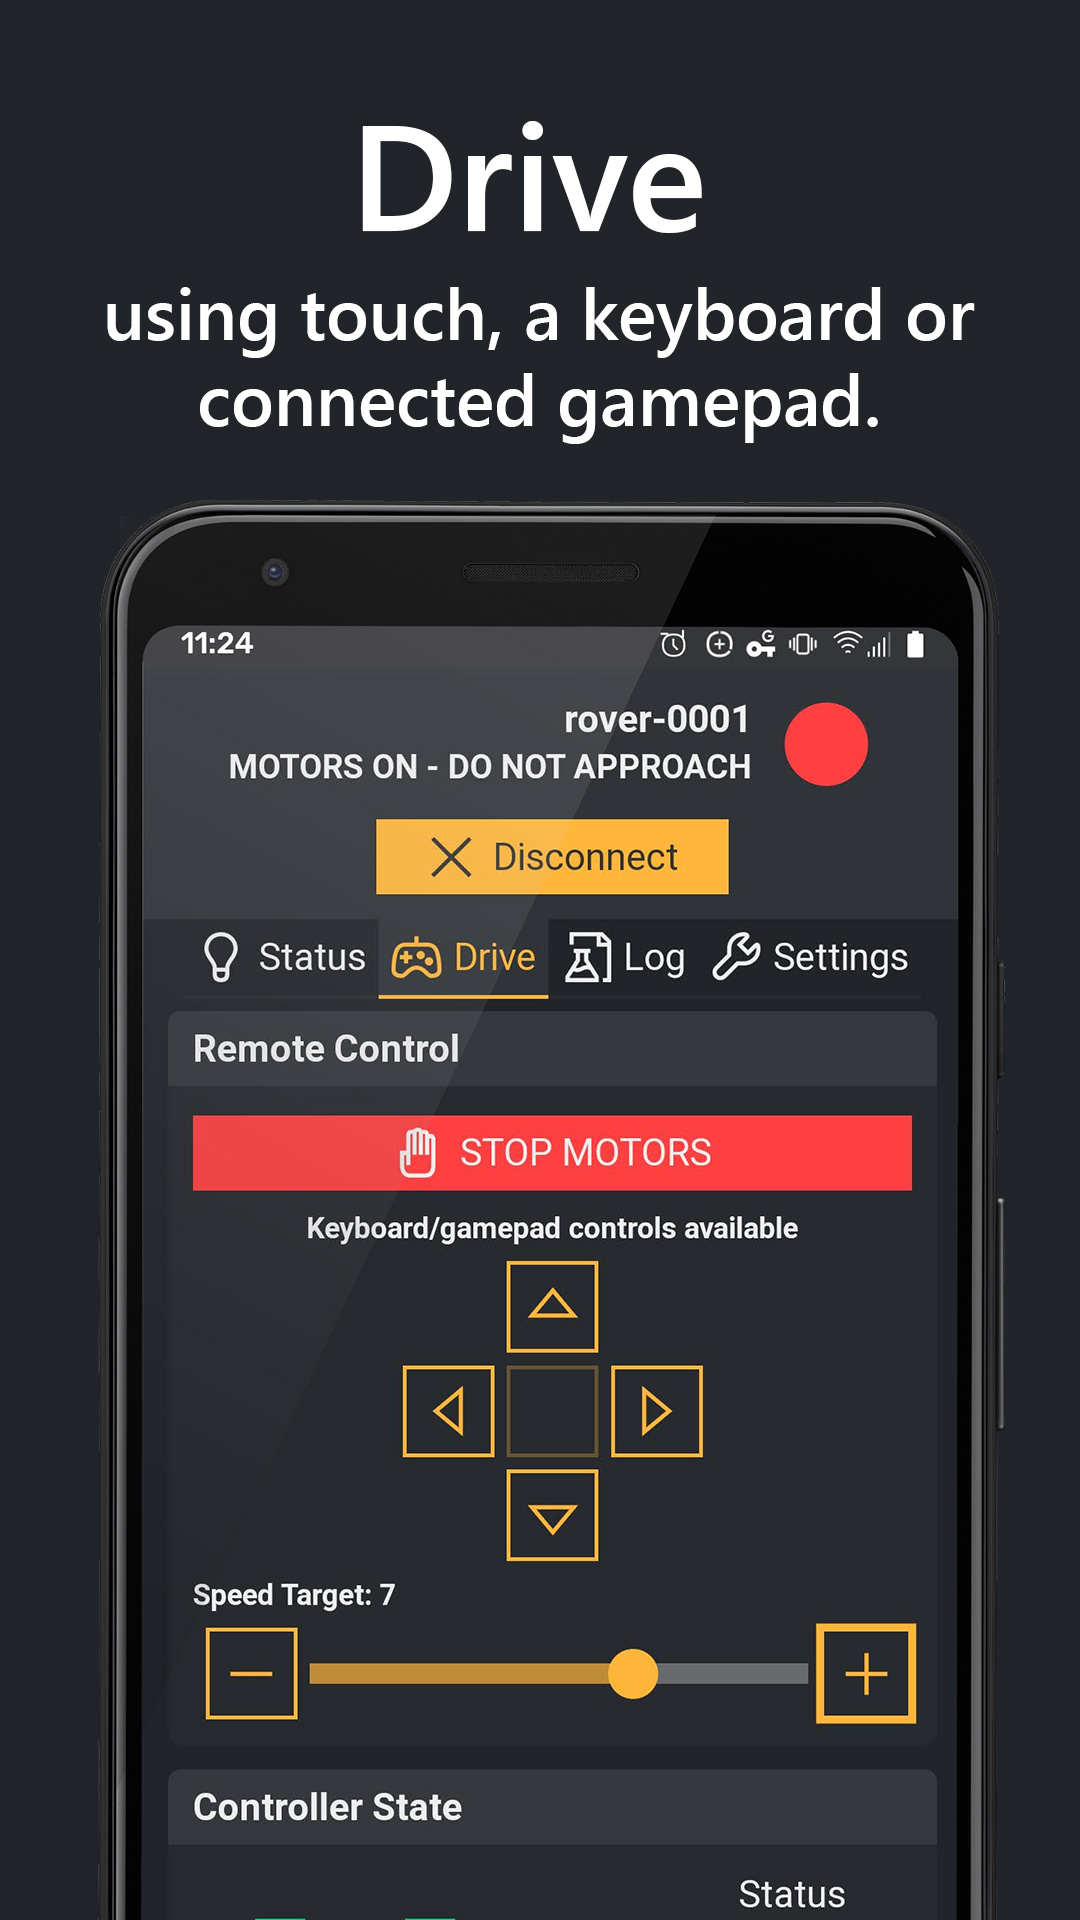 Drive
using touch, a keyboard or
connected gamepad.
11:24
rover-0001
MOTORS ON - DO NOT APPROACH
Disconnect
Status Drive Log Settings
Remote Control
STOP MOTORS
Keyboard/gamepad controls available
Speed Target: 7
Controller State
Status